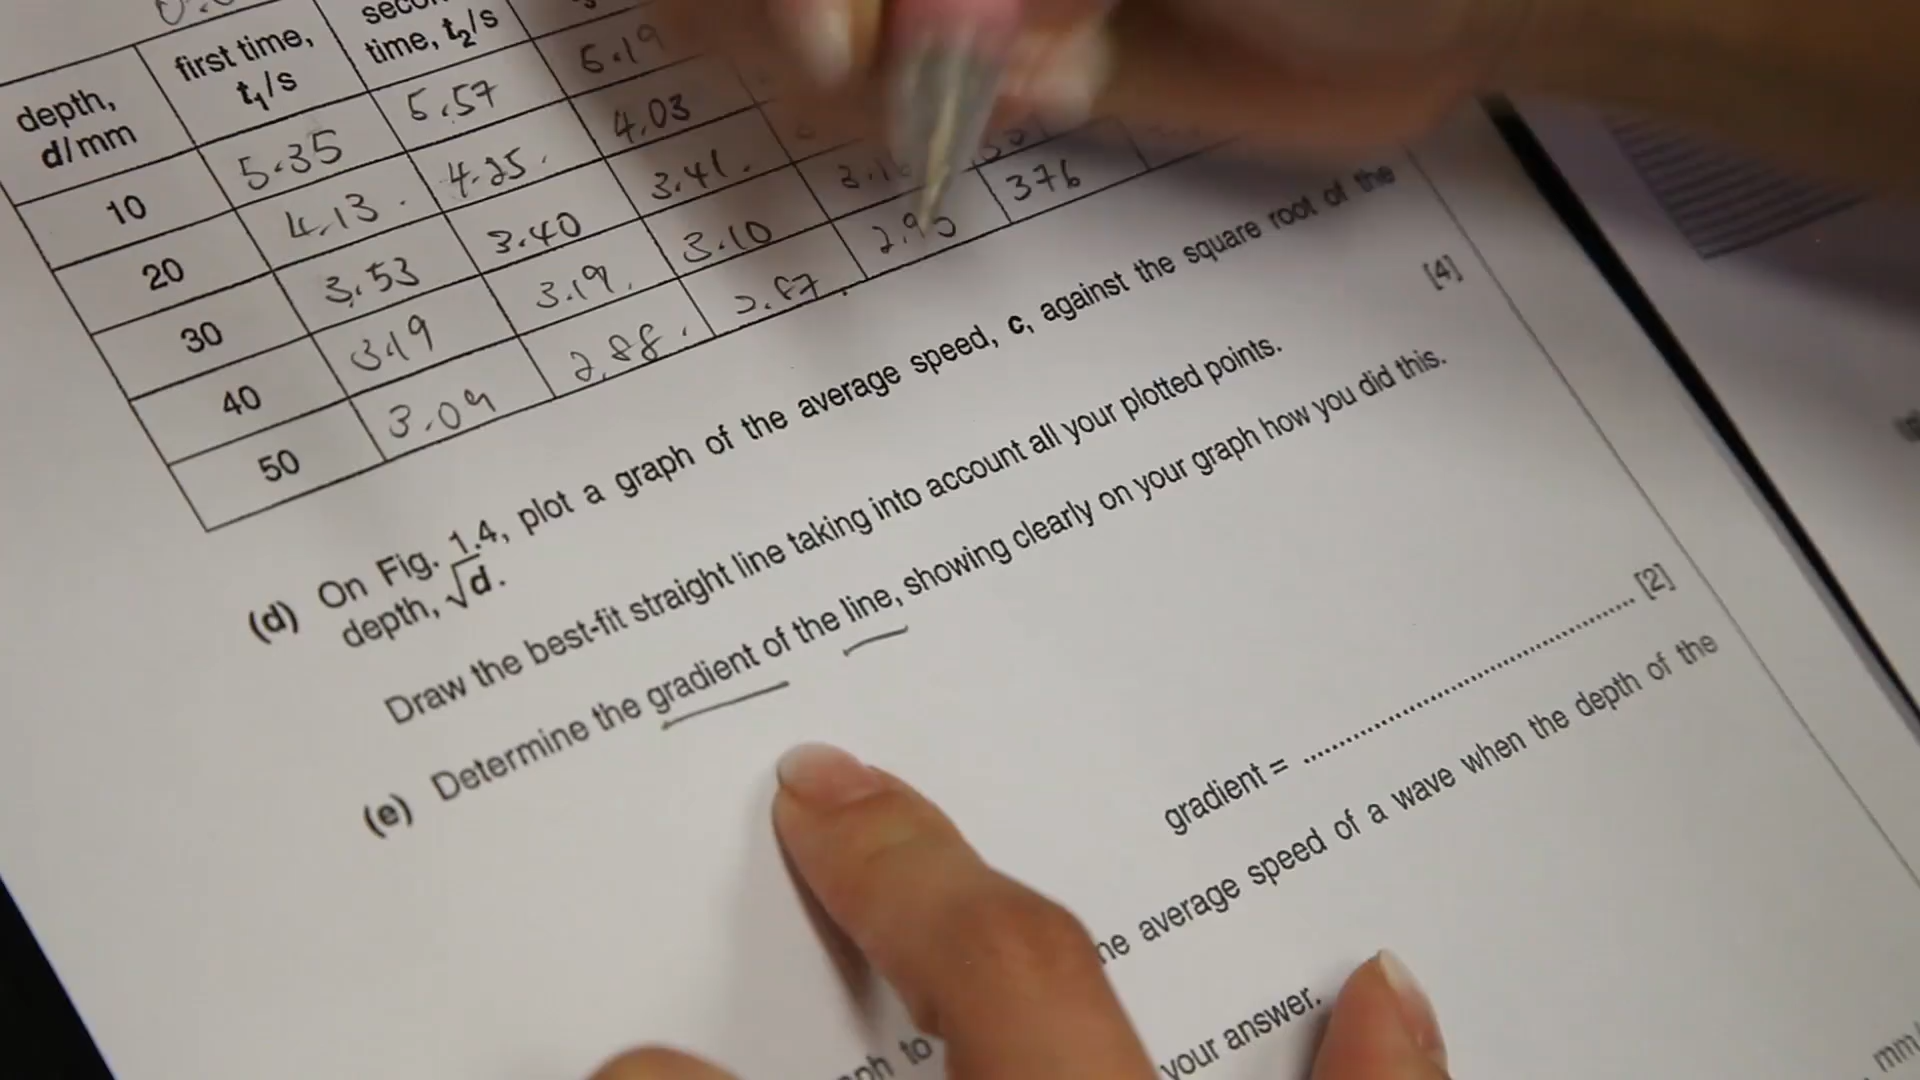 depth, d/mm first time, t₁/s time, t₂/s
10 5.35 5.57 5.19
20 4.13 4.25 4.03
30 3.53 3.40 3.41
40 3.19 3.19 3.10
50 3.09 2.88 2.95 376
(d) On Fig. 1.4, plot a graph of the average speed, c, against the square root of the
depth, √d.
[4]
Draw the best-fit straight line taking into account all your plotted points.
(e) Determine the gradient of the line, showing clearly on your graph how you did this.
gradient = .......................................... [2]
average speed of a wave when the depth of the
to
your answer.